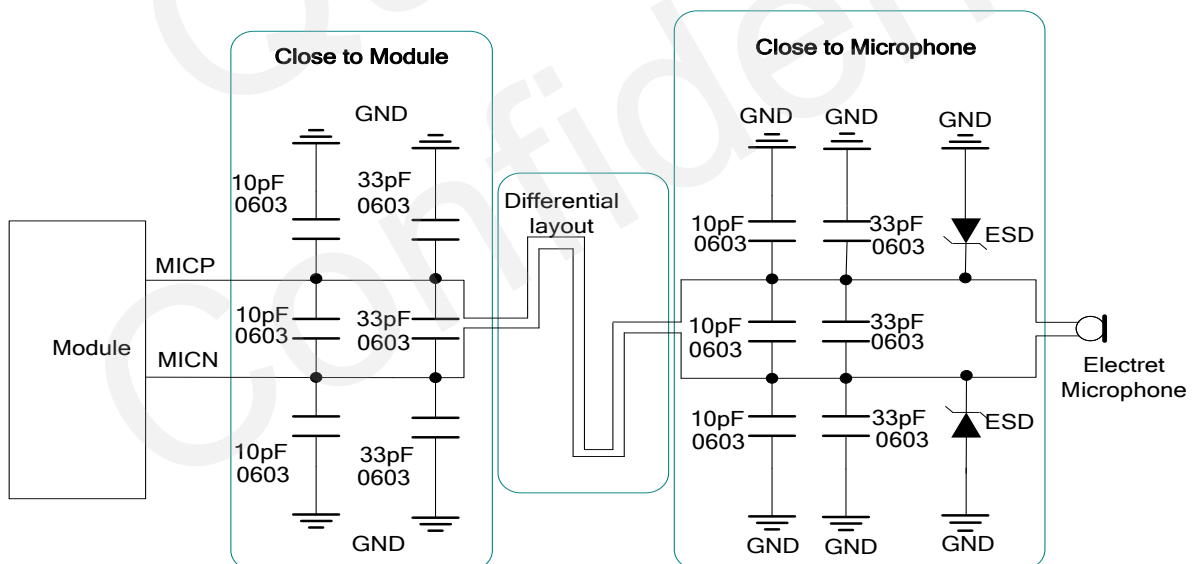 Close to Module
Close to Microphone
GND
GND
GND
GND
10pF
0603
33pF
0603
Differential
layout
10pF
0603
33pF
0603
ESD
MICP
10pF
0603
33pF
0603
10pF
0603
33pF
0603
Module
MICN
Electret
Microphone
10pF
0603
33pF
0603
10pF
0603
33pF
0603
ESD
GND
GND
GND
GND
Confiden